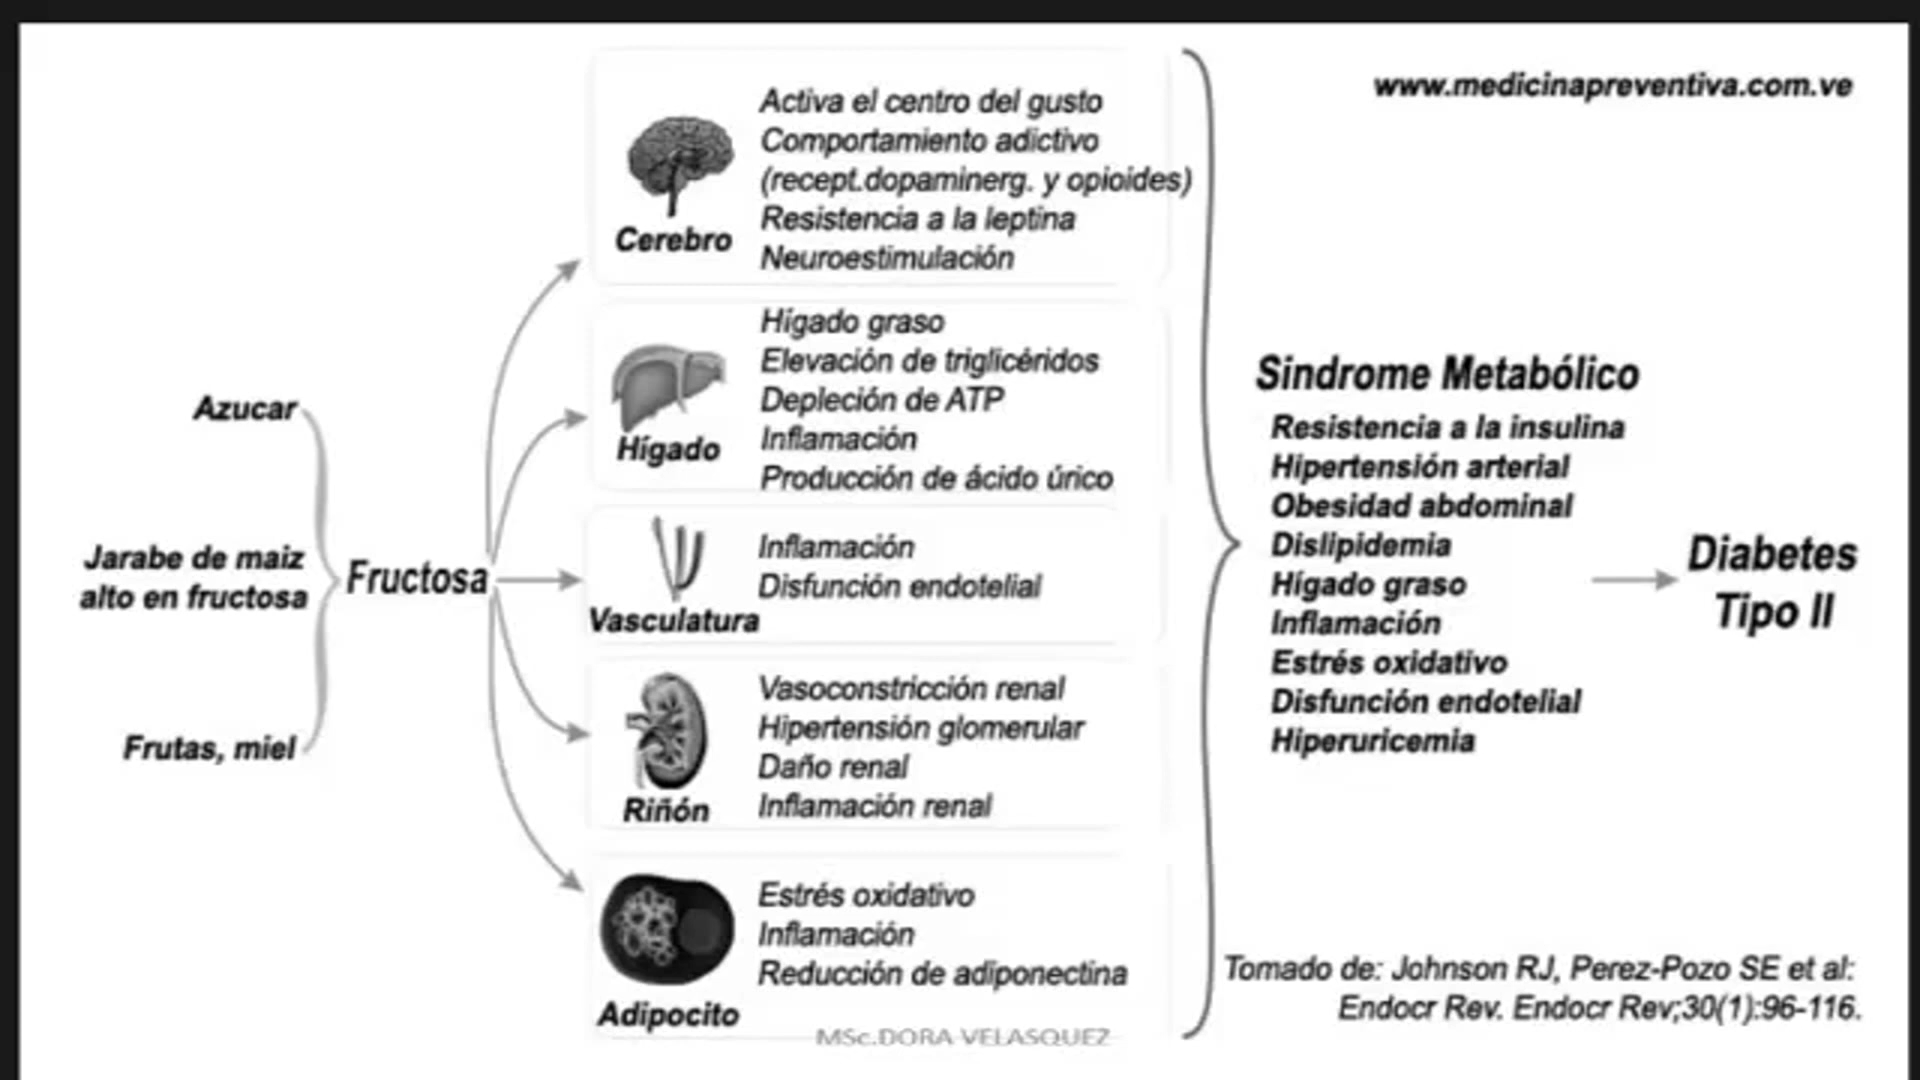 www.medicinapreventiva.com.ve
Azucar
Jarabe de maiz
alto en fructosa
Frutas, miel
Fructosa
Cerebro
Activa el centro del gusto
Comportamiento adictivo
(recept.dopaminerg. y opioides)
Resistencia a la leptina
Neuroestimulación
Hígado
Hígado graso
Elevación de triglicéridos
Depleción de ATP
Inflamación
Producción de ácido úrico
Vasculatura
Inflamación
Disfunción endotelial
Riñón
Vasoconstricción renal
Hipertensión glomerular
Daño renal
Inflamación renal
Adipocito
Estrés oxidativo
Inflamación
Reducción de adiponectina
Sindrome Metabólico
Resistencia a la insulina
Hipertensión arterial
Obesidad abdominal
Dislipidemia
Hígado graso
Inflamación
Estrés oxidativo
Disfunción endotelial
Hiperuricemia
Diabetes
Tipo II
Tomado de: Johnson RJ, Perez-Pozo SE et al:
Endocr Rev. Endocr Rev;30(1):96-116.
MSc.DORA VELASQUEZ